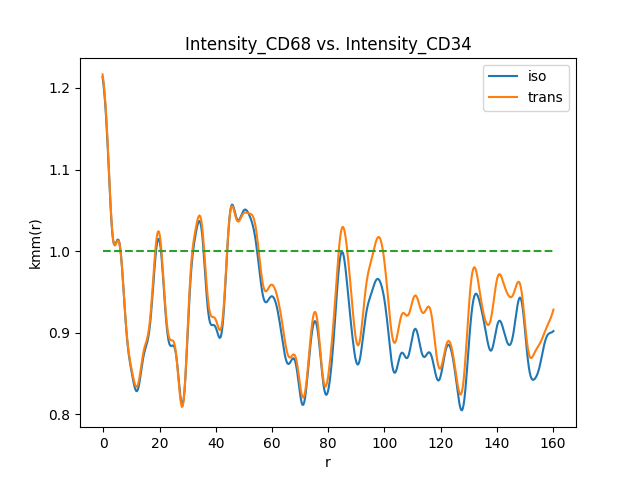 Intensity_CD68 vs. Intensity_CD34
iso
trans
1.2
1.1
1.0
0.9
0.8
kmm(r)
0 20 40 60 80 100 120 140 160
r